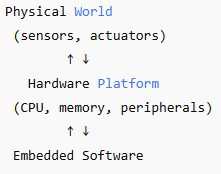 Physical World
(sensors, actuators)
↑ ↓
Hardware Platform
(CPU, memory, peripherals)
↑ ↓
Embedded Software